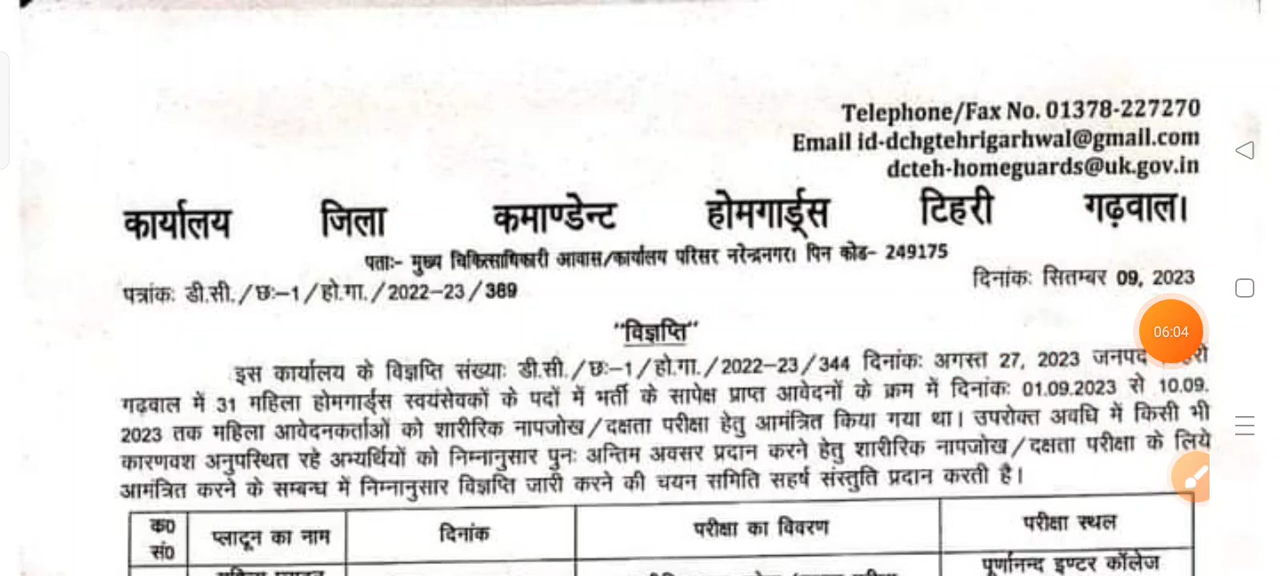 Telephone/Fax No. 01378-227270
Email id-dchgtehrigarhwal@gmail.com
dcteh-homeguards@uk.gov.in
कार्यालय जिला कमाण्डेन्ट होमगार्ड्स टिहरी गढ़वाल।
पताः- मुख्य चिकित्साधिकारी आवास/कार्यालय परिसर नरेन्द्रनगर। पिन कोड- 249175
पत्रांकः डी.सी./छः-1/हो.गा./2022-23/389
दिनांकः सितम्बर 09, 2023
"विज्ञप्ति"
06:04
इस कार्यालय के विज्ञप्ति संख्याः डी.सी./छः-1/हो.गा./2022-23/344 दिनांकः अगस्त 27, 2023 जनपद
गढ़वाल में 31 महिला होमगार्ड्स स्वयंसेवकों के पदों में भर्ती के सापेक्ष प्राप्त आवेदनों के क्रम में दिनांकः 01.09.2023 से 10.09.
2023 तक महिला आवेदनकर्ताओं को शारीरिक नापजोख/दक्षता परीक्षा हेतु आमंत्रित किया गया था। उपरोक्त अवधि में किसी भी
कारणवश अनुपस्थित रहे अभ्यर्थियों को निम्नानुसार पुनः अन्तिम अवसर प्रदान करने हेतु शारीरिक नापजोख/दक्षता परीक्षा के लिये
आमंत्रित करने के सम्बन्ध में निम्नानुसार विज्ञप्ति जारी करने की चयन समिति सहर्ष संस्तुति प्रदान करती है।
क0 सं0 प्लाटून का नाम दिनांक परीक्षा का विवरण परीक्षा स्थल
पूर्णानन्द इण्टर कॉलेज